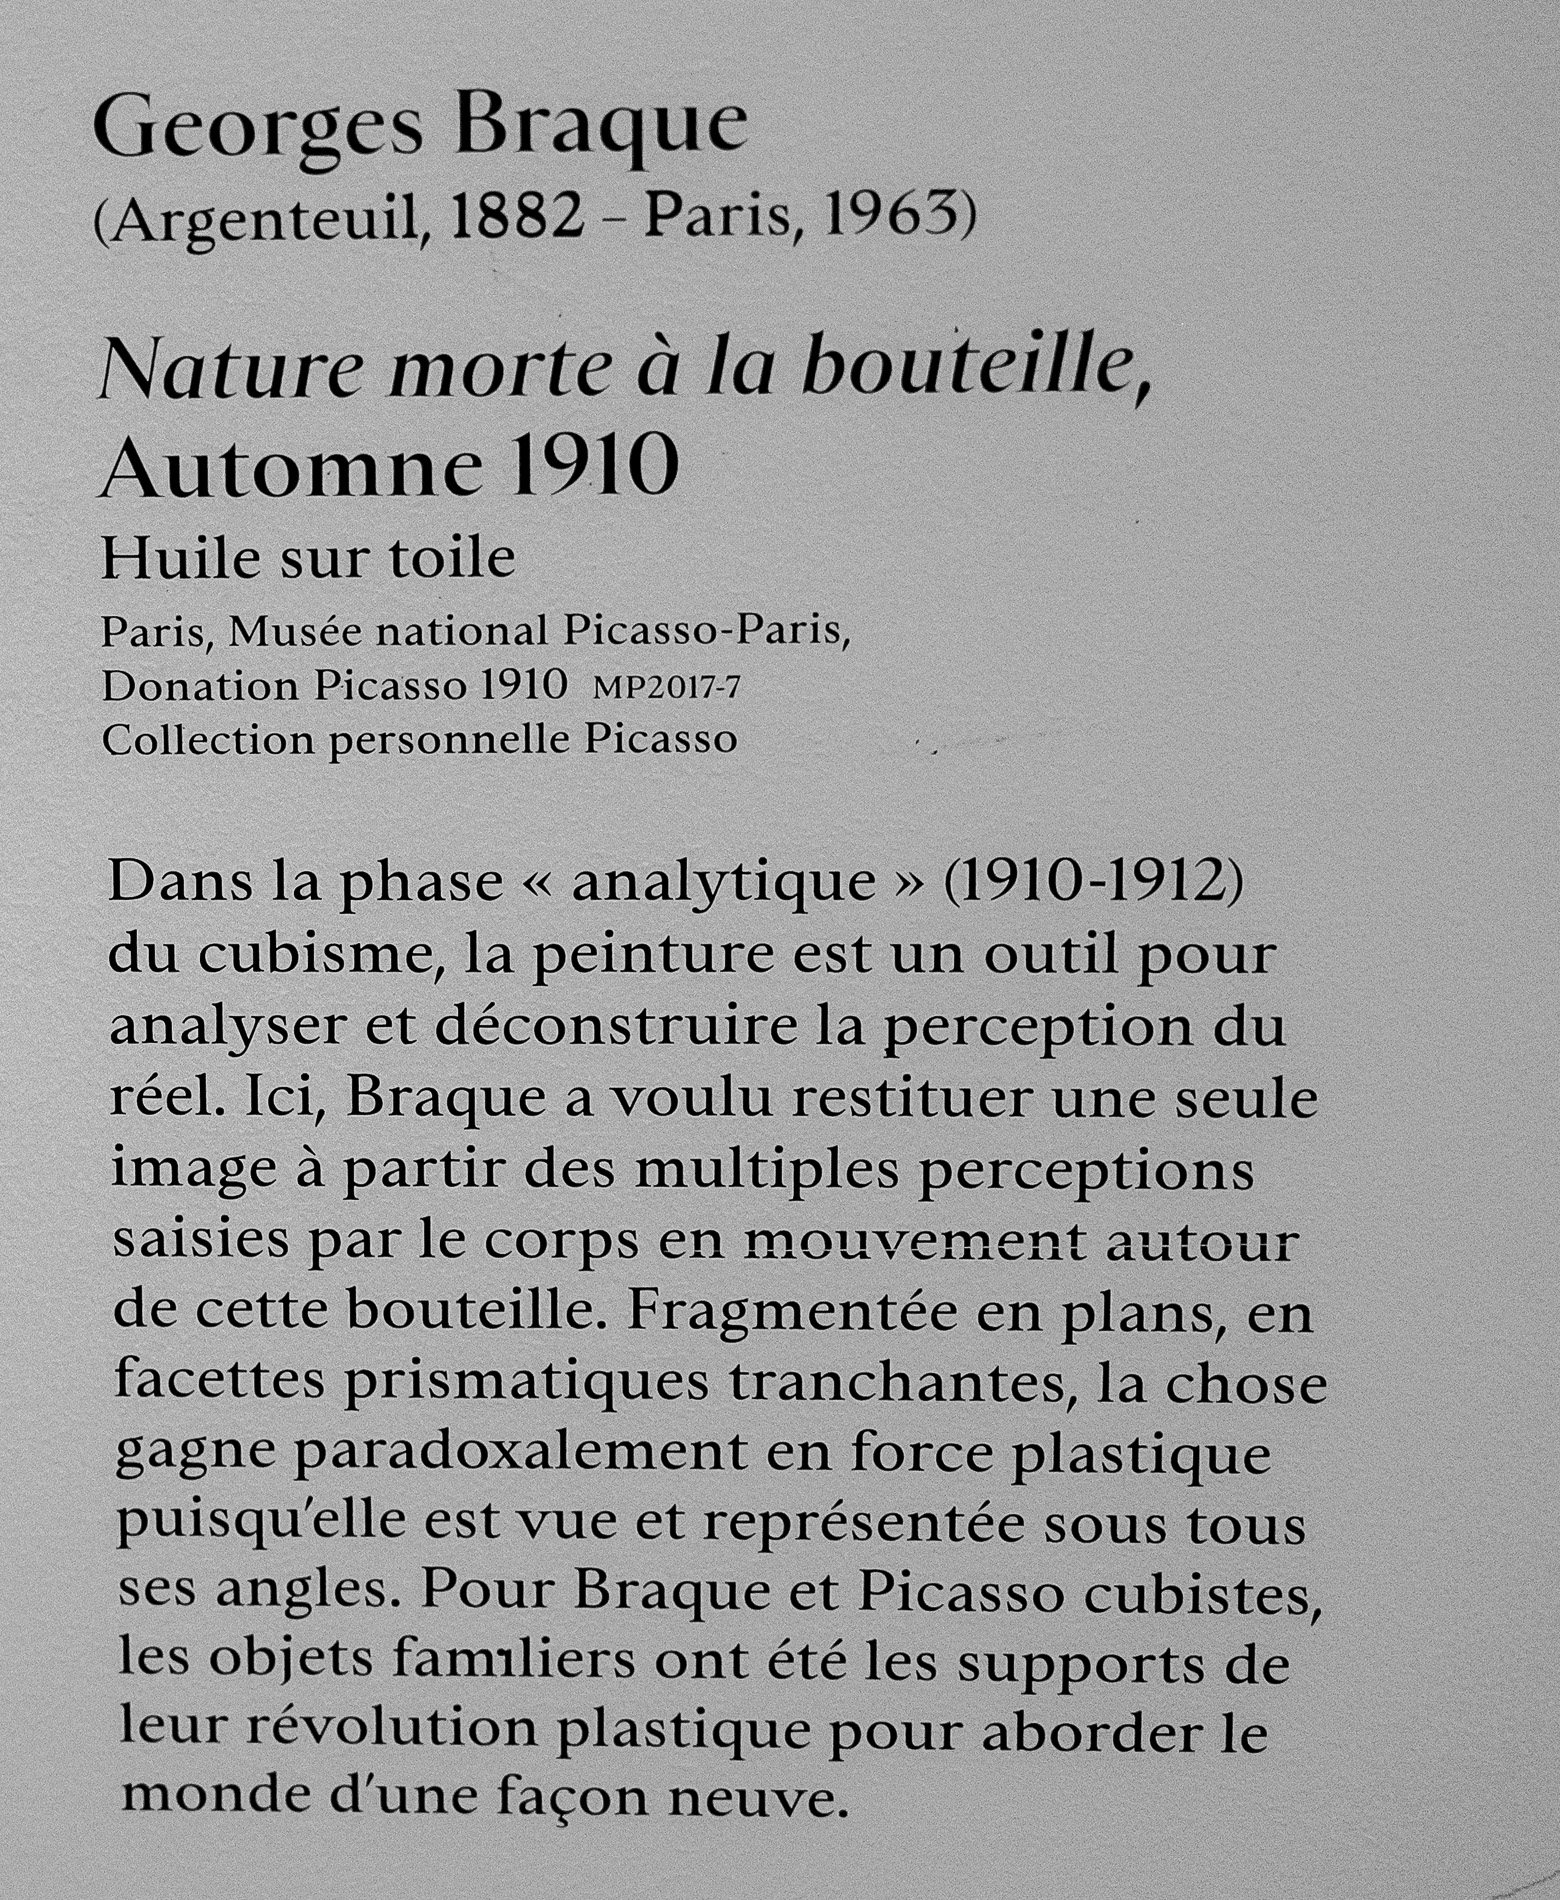 Georges Braque
(Argenteuil, 1882 – Paris, 1963)
Nature morte à la bouteille,
Automne 1910
Huile sur toile
Paris, Musée national Picasso-Paris,
Donation Picasso 1910 MP2017-7
Collection personnelle Picasso
Dans la phase « analytique » (1910-1912)
du cubisme, la peinture est un outil pour
analyser et déconstruire la perception du
réel. Ici, Braque a voulu restituer une seule
image à partir des multiples perceptions
saisies par le corps en mouvement autour
de cette bouteille. Fragmentée en plans, en
facettes prismatiques tranchantes, la chose
gagne paradoxalement en force plastique
puisqu'elle est vue et représentée sous tous
ses angles. Pour Braque et Picasso cubistes,
les objets familiers ont été les supports de
leur révolution plastique pour aborder le
monde d'une façon neuve.